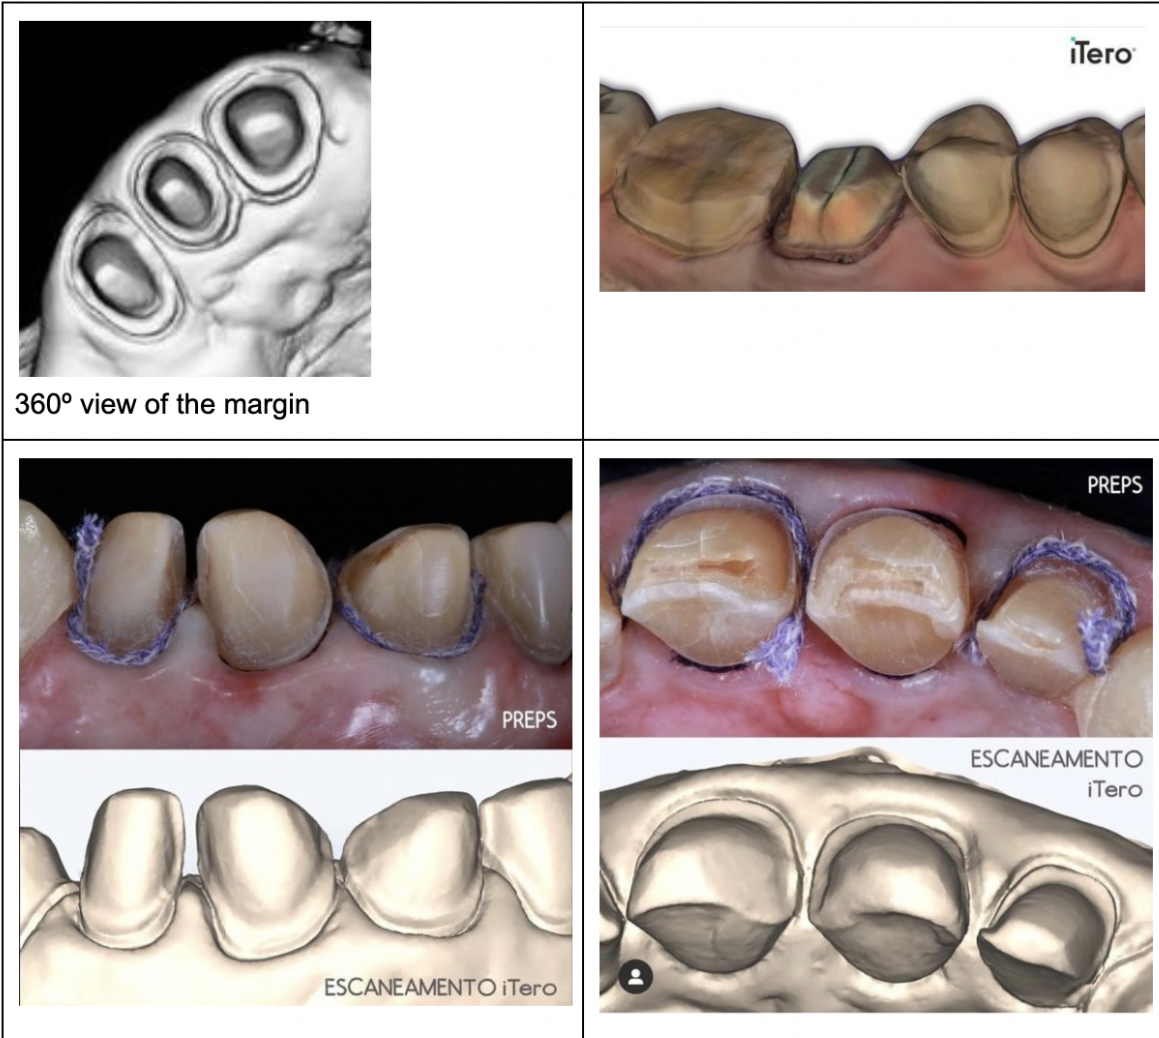 iTero
360º view of the margin
PREPS
ESCANEAMENTO iTero
PREPS
ESCANEAMENTO
iTero